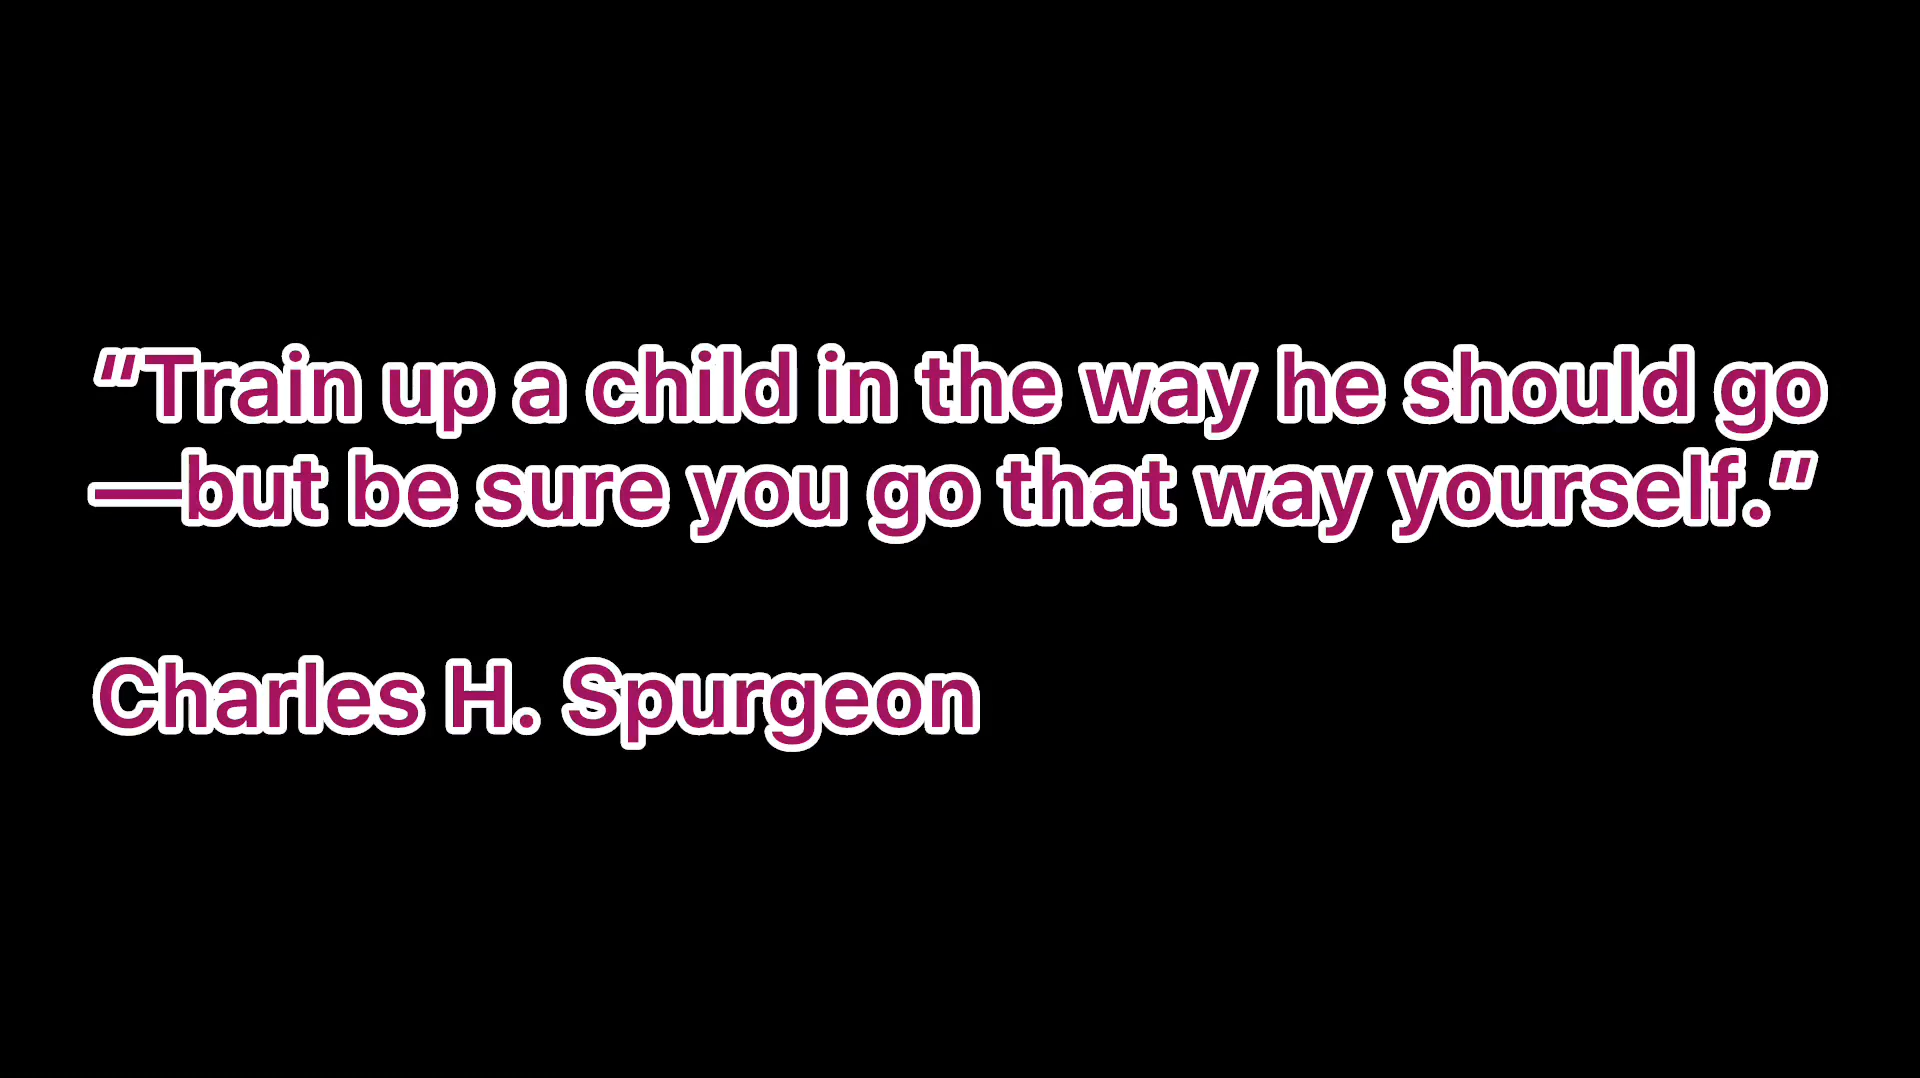 "Train up a child in the way he should go
—but be sure you go that way yourself."
Charles H. Spurgeon